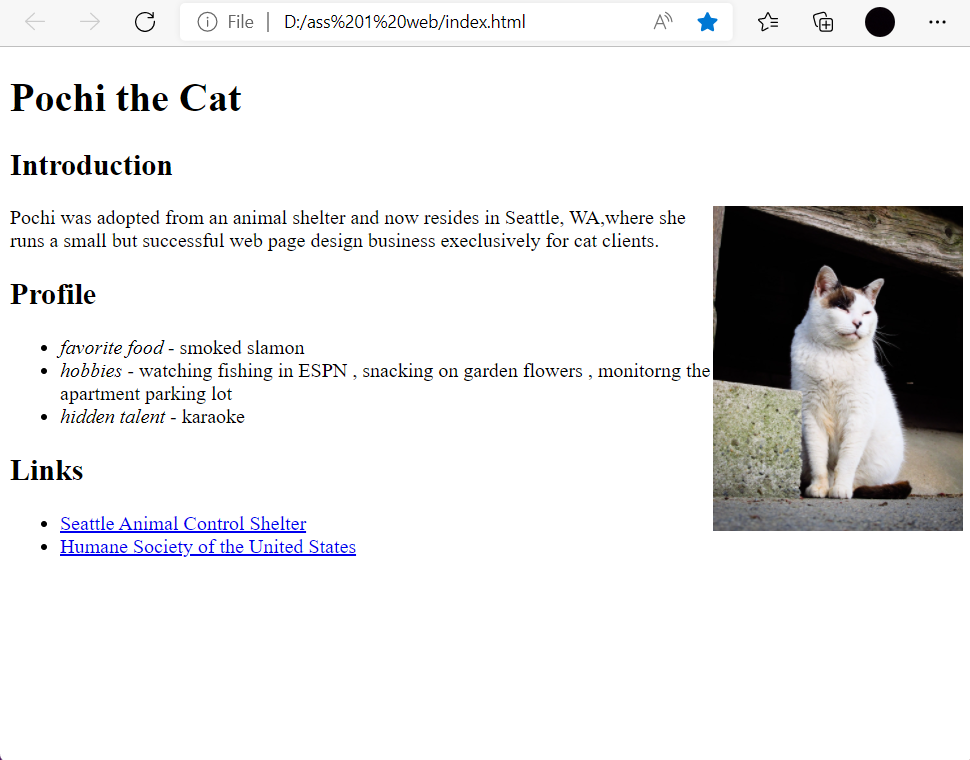 File | D:/ass%201%20web/index.html
Pochi the Cat
Introduction
Pochi was adopted from an animal shelter and now resides in Seattle, WA,where she
runs a small but successful web page design business execlusively for cat clients.
Profile
• favorite food - smoked slamon
• hobbies - watching fishing in ESPN , snacking on garden flowers , monitorng the
apartment parking lot
• hidden talent - karaoke
Links
• Seattle Animal Control Shelter
• Humane Society of the United States